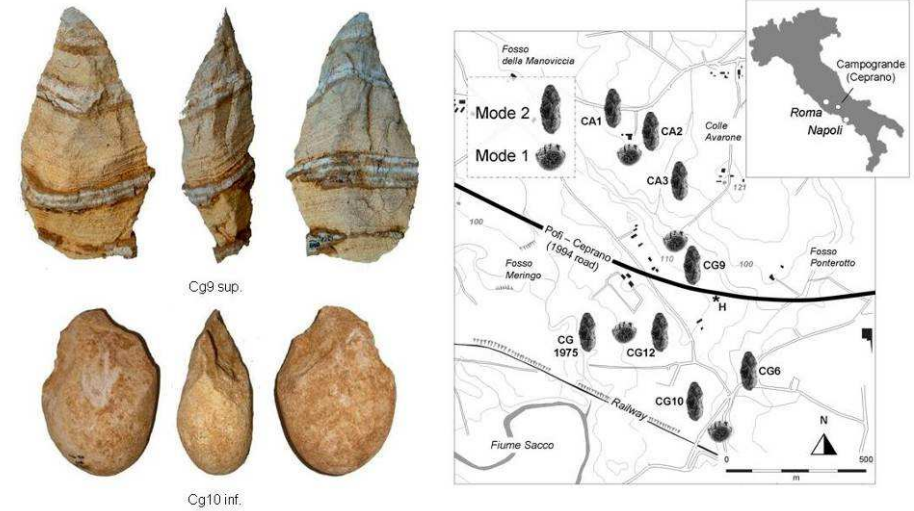 Cg9 sup.
Cg10 inf.
Fosso
della Manoviccia
Mode 2
Mode 1
CA1
CA2
CA3
Colle
Avarone
121
100
Pofi – Ceprano
(1994 road)
110
100
CG9
Fosso
Meringo
Fosso
Ponterotto
H
CG
1975
CG12
CG6
CG10
Railway
Fiume Sacco
N
0
500
m
Campogrande
(Ceprano)
Roma
Napoli